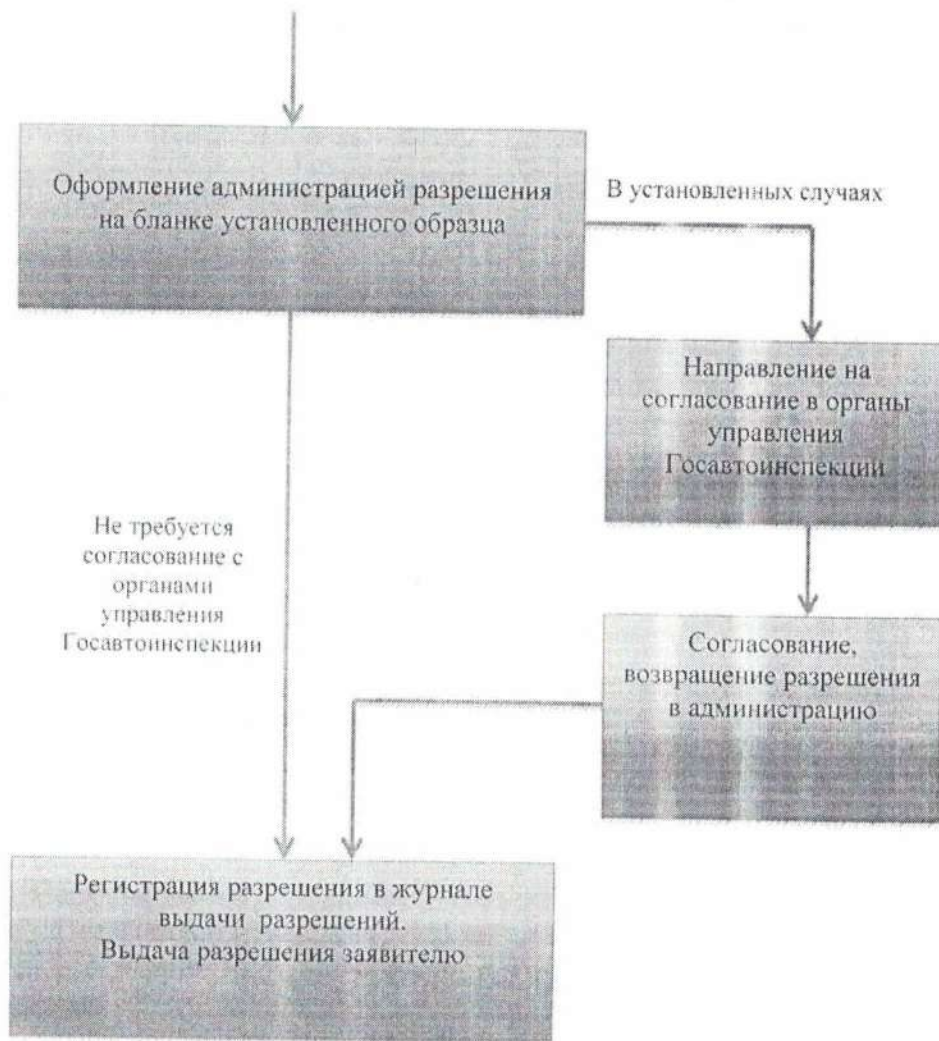 Оформление администрацией разрешения
на бланке установленного образца
В установленных случаях
Направление на
согласование в органы
управления
Госавтоинспекции
Не требуется
согласование с
органами
управления
Госавтоинспекции
Согласование,
возвращение разрешения
в администрацию
Регистрация разрешения в журнале
выдачи разрешений.
Выдача разрешения заявителю